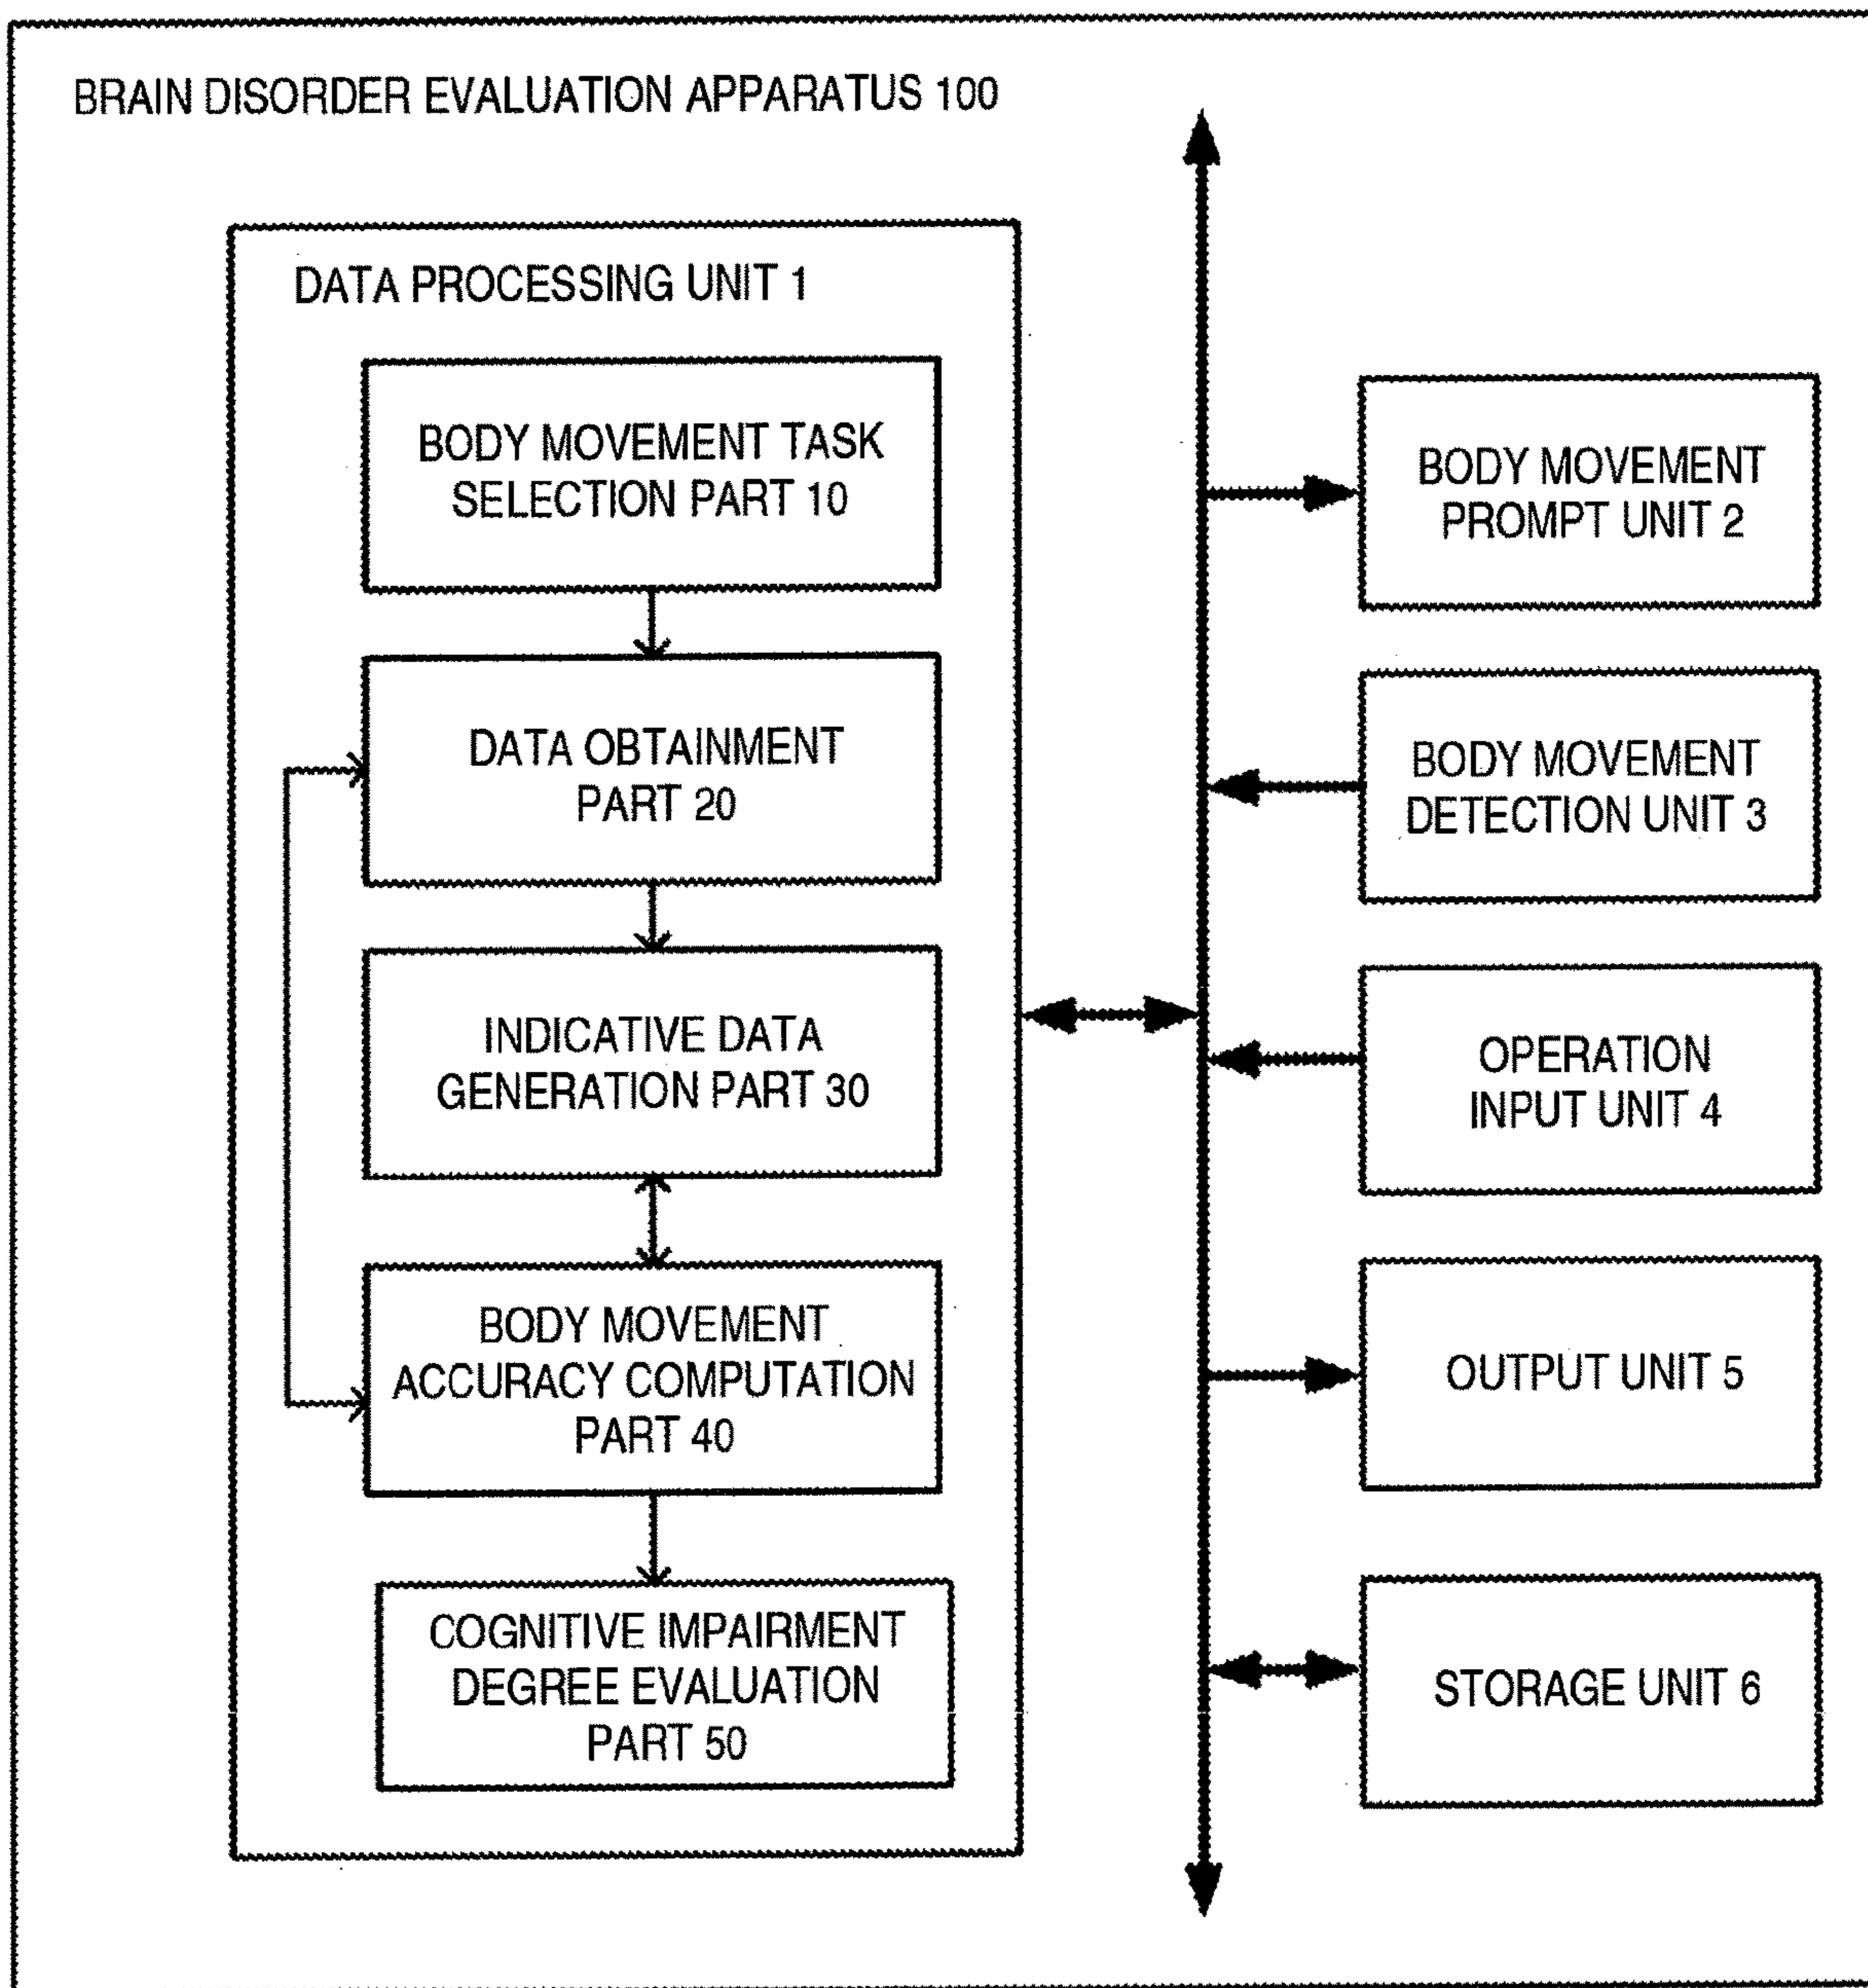 BRAIN DISORDER EVALUATION APPARATUS 100
DATA PROCESSING UNIT 1
BODY MOVEMENT TASK
SELECTION PART 10
DATA OBTAINMENT
PART 20
INDICATIVE DATA
GENERATION PART 30
BODY MOVEMENT
ACCURACY COMPUTATION
PART 40
COGNITIVE IMPAIRMENT
DEGREE EVALUATION
PART 50
BODY MOVEMENT
PROMPT UNIT 2
BODY MOVEMENT
DETECTION UNIT 3
OPERATION
INPUT UNIT 4
OUTPUT UNIT 5
STORAGE UNIT 6